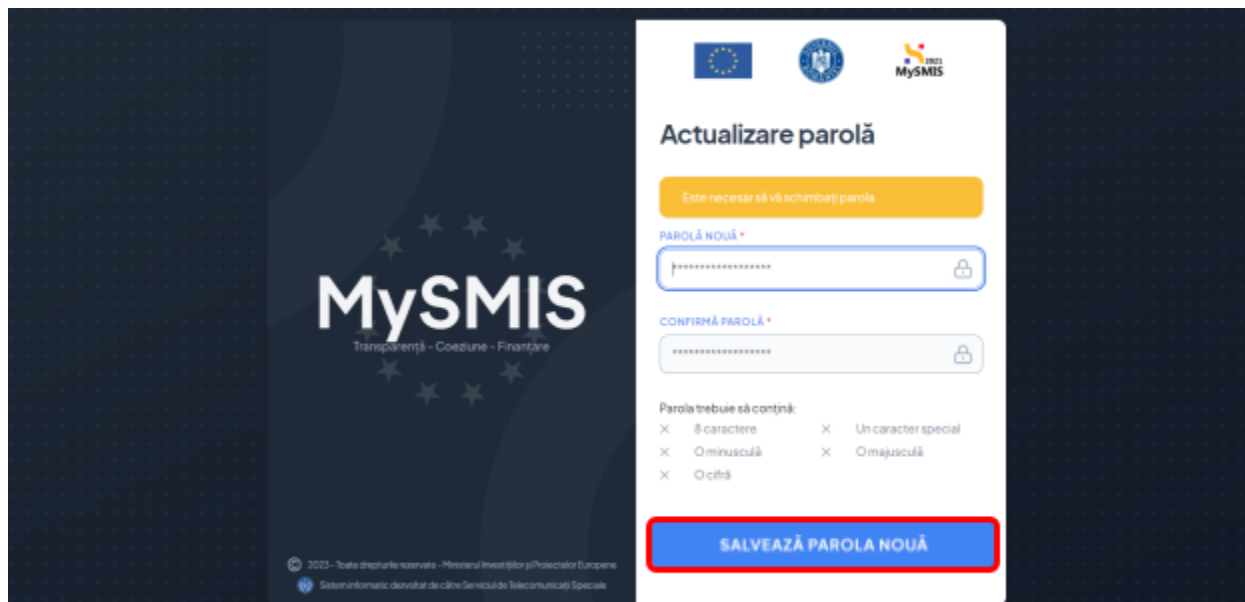 MySMIS
Transparență - Coeziune - Finanțare
2023 - Toate drepturile rezervate - Ministerul Investițiilor și Proiectelor Europene
Sistem informatic dezvoltat de către Serviciul de Telecomunicații Speciale
2021
MySMIS
Actualizare parolă
Este necesar să vă schimbați parola.
PAROLĂ NOUĂ *
******************
CONFIRMĂ PAROLĂ *
******************
Parola trebuie să conțină:
8 caractere
Un caracter special
O minusculă
O majusculă
O cifră
SALVEAZĂ PAROLA NOUĂ